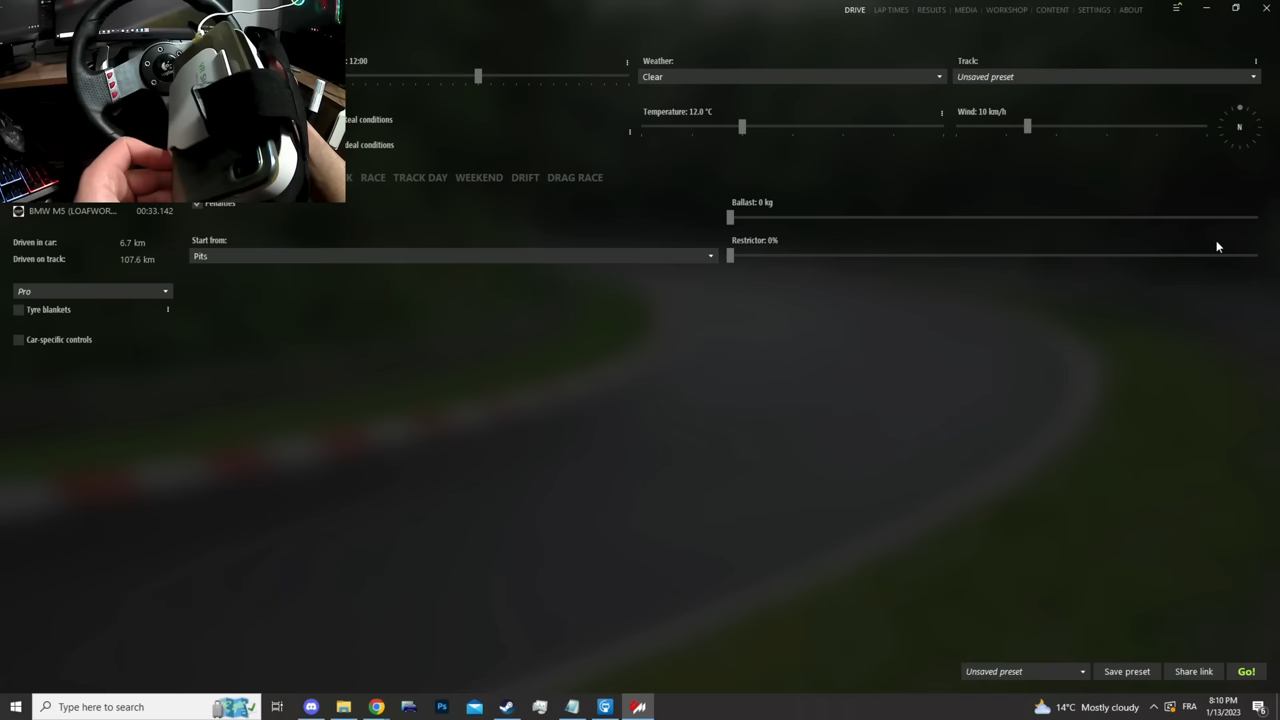 DRIVE LAP TIMES RESULTS MEDIA WORKSHOP CONTENT SETTINGS ABOUT
: 12:00
Weather:
Clear
Track:
Unsaved preset
Temperature: 12.0 °C
Wind: 10 km/h
N
deal conditions
RACE TRACK DAY WEEKEND DRIFT DRAG RACE
Penalties
BMW M5 (LOAFWOR... 00:33.142
Ballast: 0 kg
Driven in car: 6.7 km
Driven on track: 107.6 km
Start from:
Pits
Restrictor: 0%
Pro
Tyre blankets
Car-specific controls
Unsaved preset
Save preset
Share link
Go!
Type here to search
14°C Mostly cloudy
FRA
8:10 PM
1/13/2023